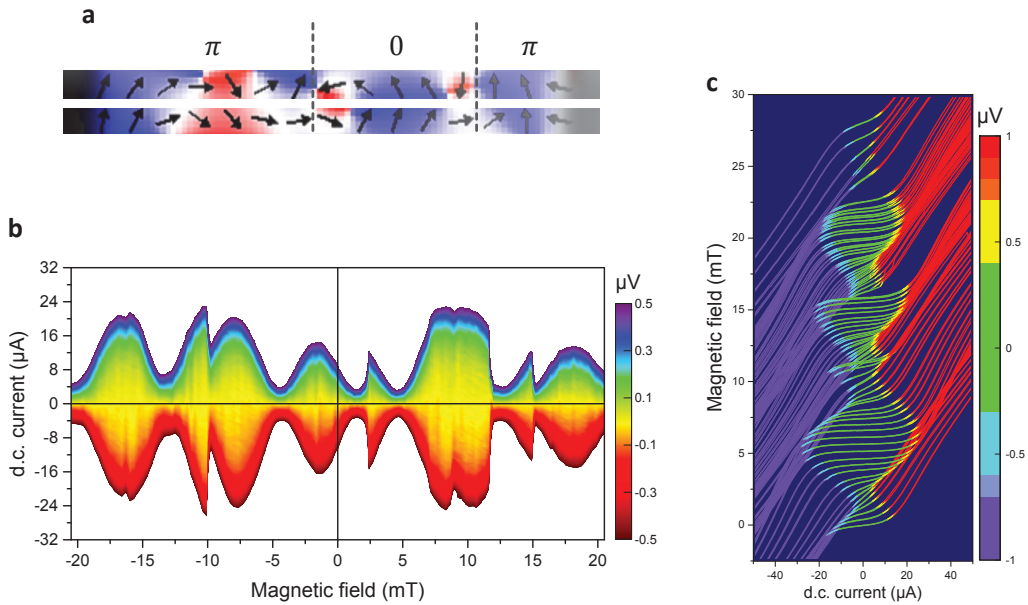 a
π 0 π
b
32
24
16
8
0
-8
-16
-24
-32
d.c. current (μA)
-20 -15 -10 -5 0 5 10 15 20
Magnetic field (mT)
μV
0.5
0.3
0.1
-0.1
-0.3
-0.5
c
30
25
20
15
10
5
0
Magnetic field (mT)
-40 -20 0 20 40
d.c. current (μA)
μV
1
0.5
0
-0.5
-1